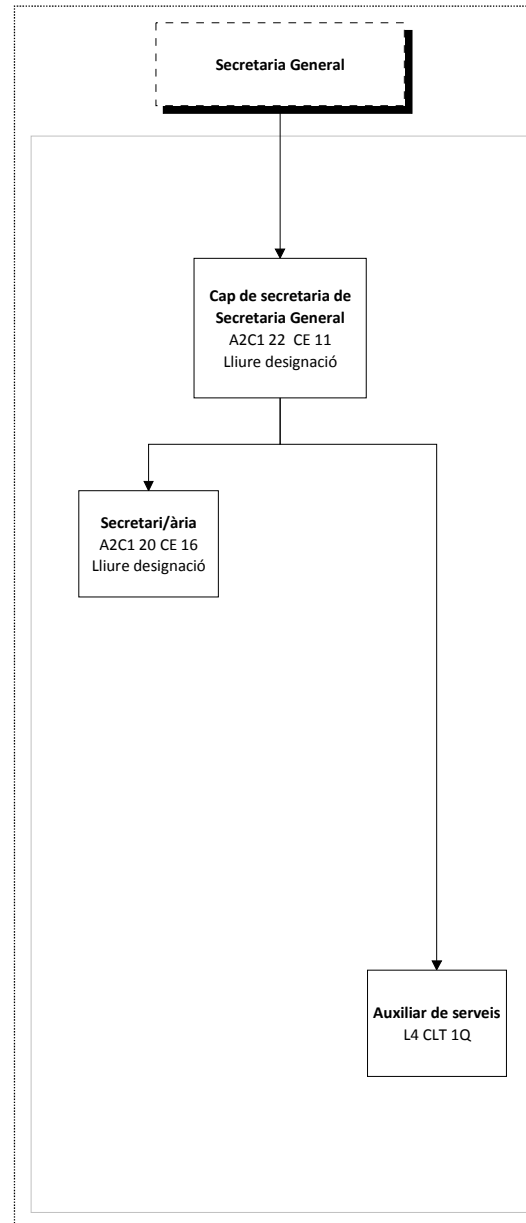 Secretaria General
Cap de secretaria de
Secretaria General
A2C1 22 CE 11
Lliure designació
Secretari/ària
A2C1 20 CE 16
Lliure designació
Auxiliar de serveis
L4 CLT 1Q